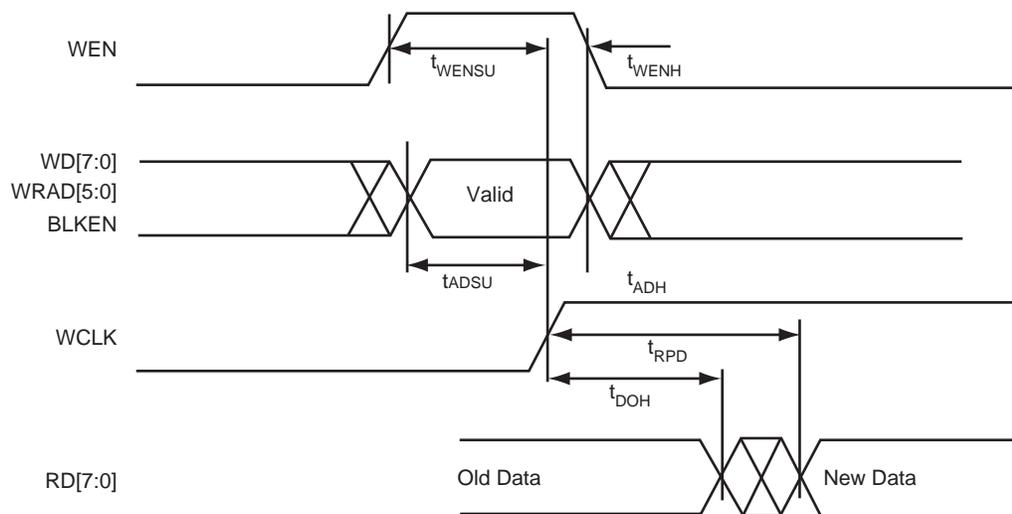 WEN
tWENSU
tWENH
WD[7:0]
WRAD[5:0]
BLKEN
Valid
tADSU
tADH
WCLK
tRPD
tDOH
RD[7:0]
Old Data
New Data